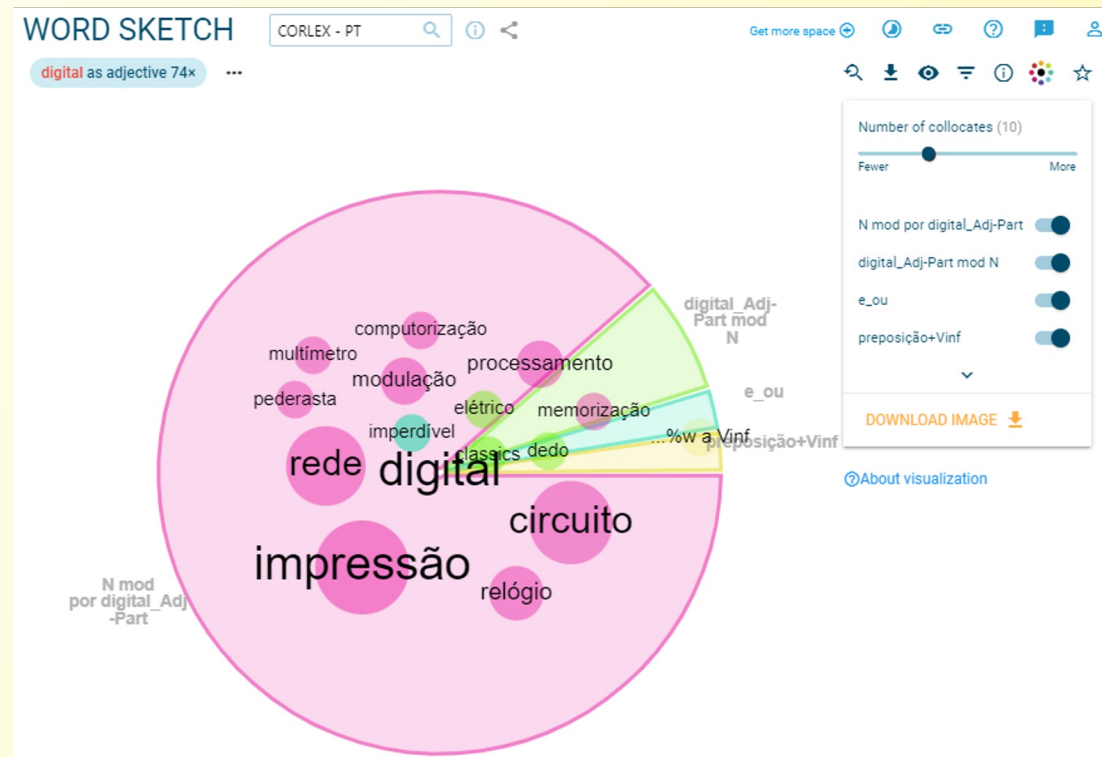 WORD SKETCH
CORLEX - PT
Get more space
digital as adjective 74×
Number of collocates (10)
Fewer
More
N mod por digital_Adj-Part
digital_Adj-Part mod N
e_ou
preposição+Vinf
DOWNLOAD IMAGE
About visualization
digital_Adj-
Part mod
N
e_ou
preposição+Vinf
...%w a Vinf
computorização
multímetro
processamento
modulação
pederasta
elétrico
memorização
imperdível
classics
dedo
rede
digital
circuito
impressão
relógio
N mod
por digital_Adj
-Part